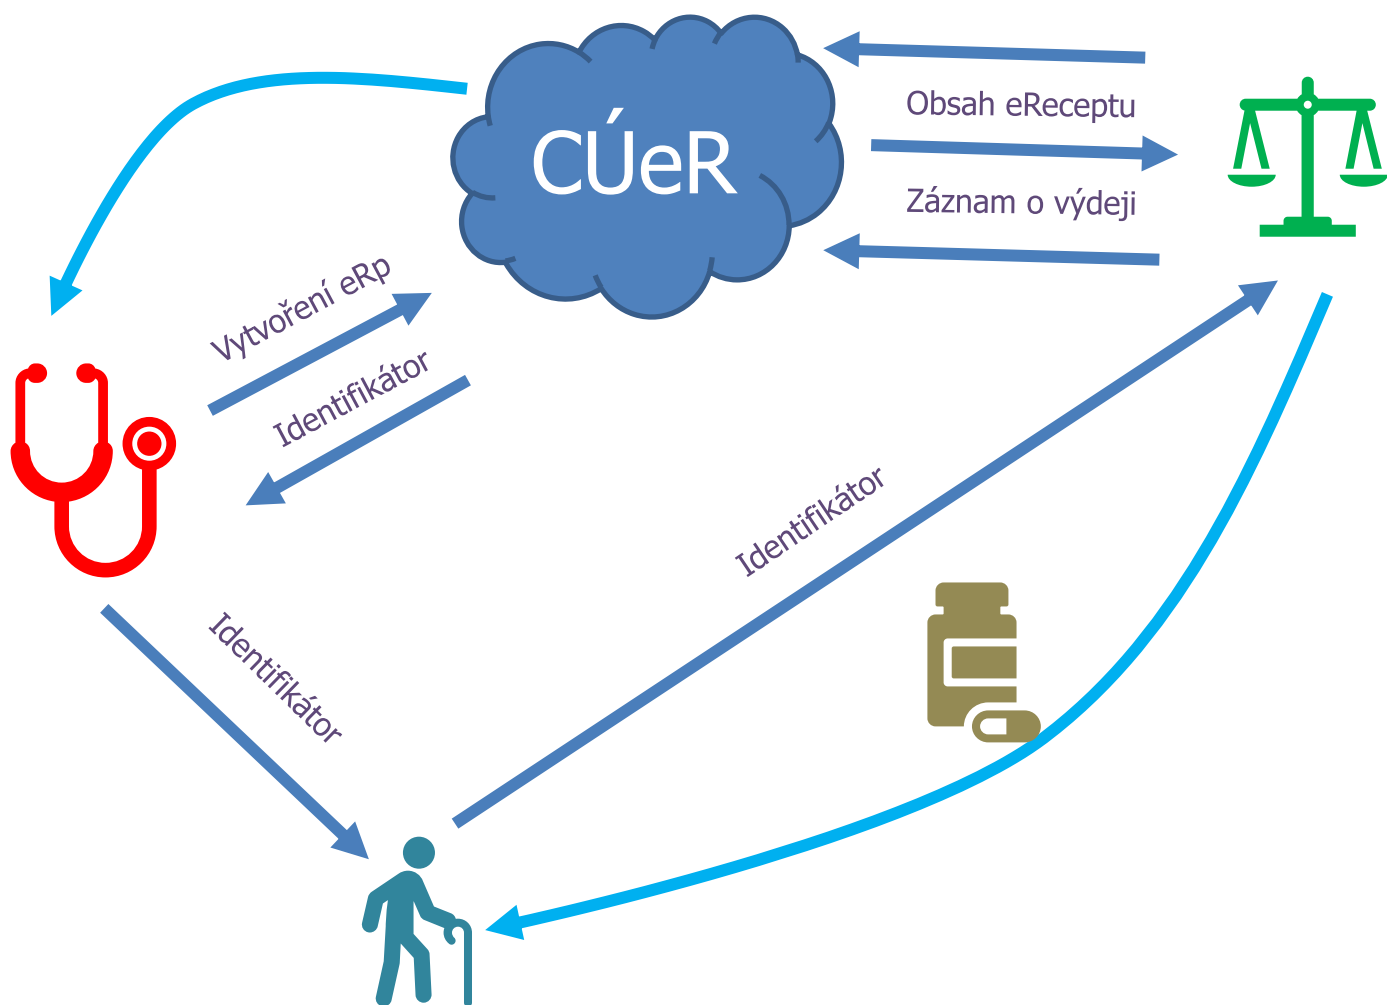 CÚeR
Obsah eReceptu
Záznam o výdeji
Vytvoření eRp
Identifikátor
Identifikátor
Identifikátor